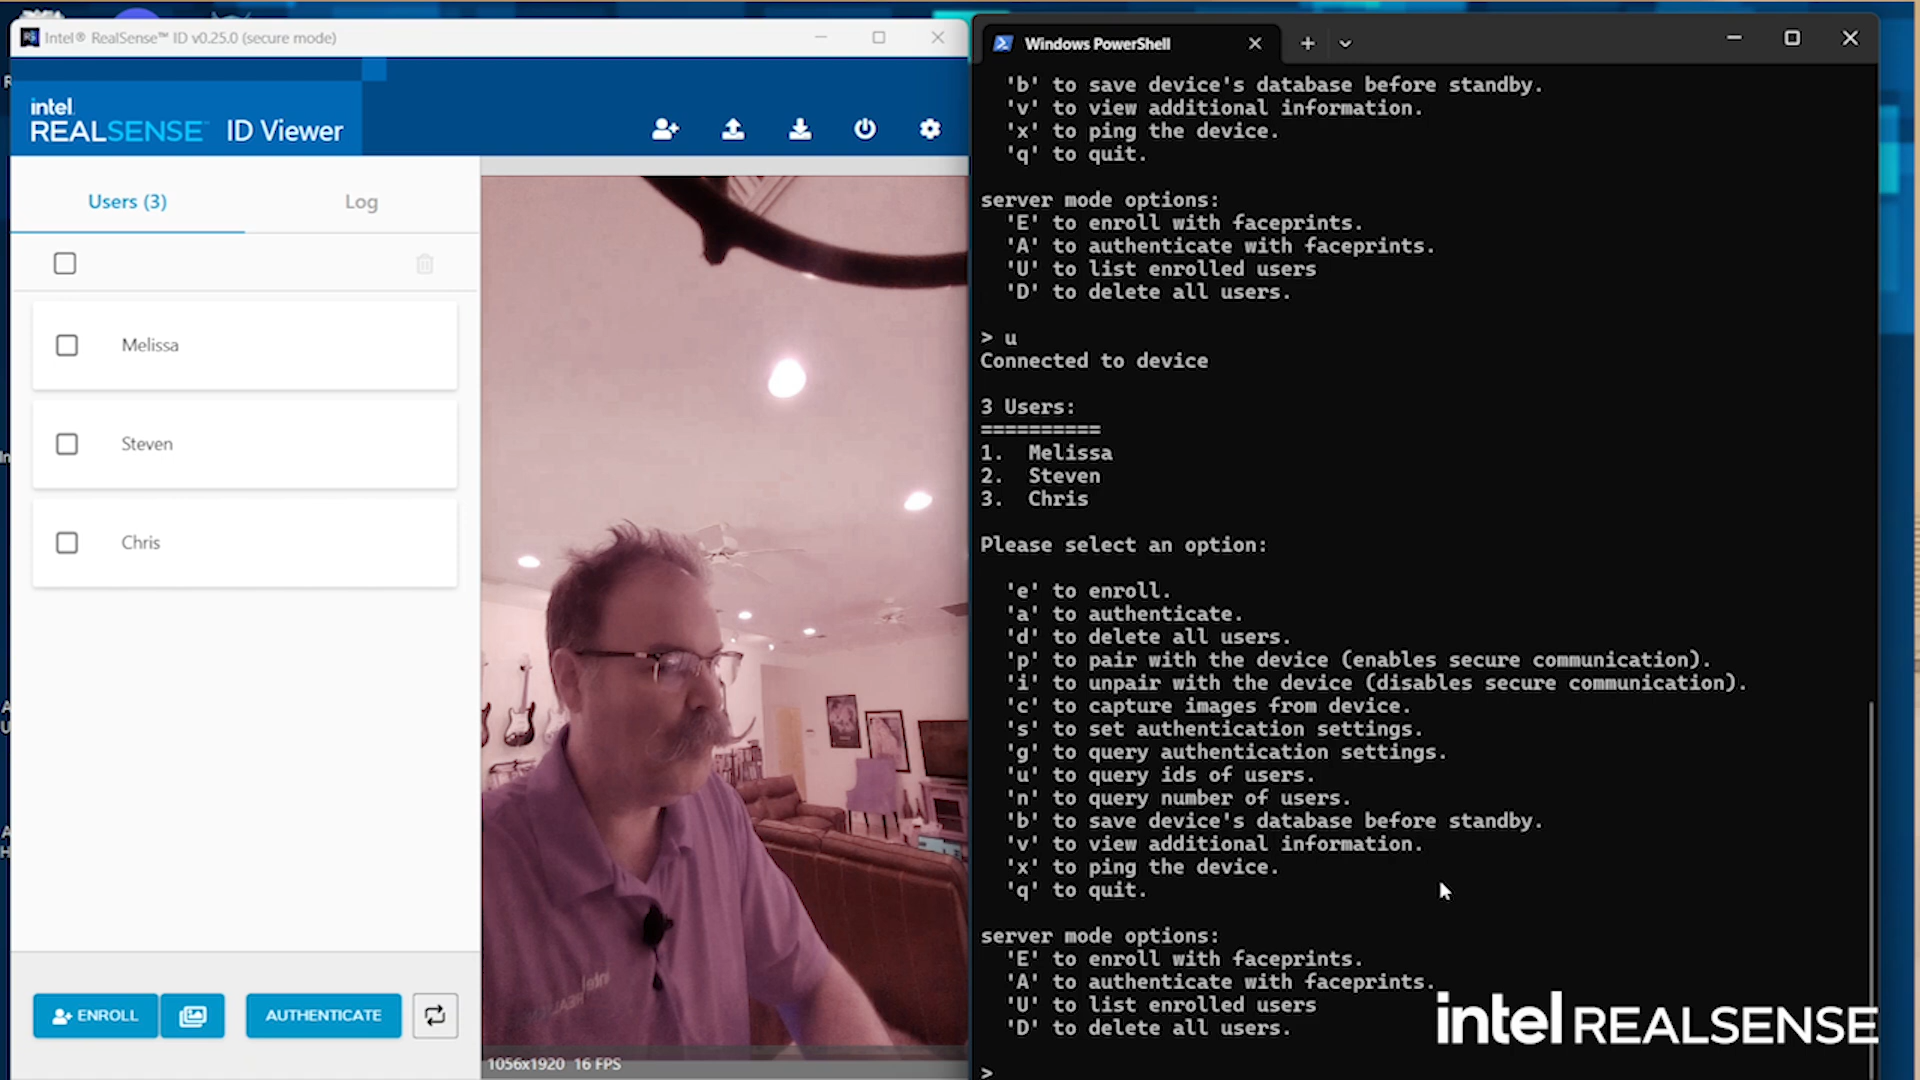 Intel® RealSense™ ID v0.25.0 (secure mode)
intel.
REALSENSE™ ID Viewer
Users (3)
Log
Melissa
Steven
Chris
ENROLL
AUTHENTICATE
1056x1920 16 FPS
Windows PowerShell
'b' to save device's database before standby.
'v' to view additional information.
'x' to ping the device.
'q' to quit.
server mode options:
'E' to enroll with faceprints.
'A' to authenticate with faceprints.
'U' to list enrolled users
'D' to delete all users.
> u
Connected to device
3 Users:
==========
1. Melissa
2. Steven
3. Chris
Please select an option:
'e' to enroll.
'a' to authenticate.
'd' to delete all users.
'p' to pair with the device (enables secure communication).
'i' to unpair with the device (disables secure communication).
'c' to capture images from device.
's' to set authentication settings.
'g' to query authentication settings.
'u' to query ids of users.
'n' to query number of users.
'b' to save device's database before standby.
'v' to view additional information.
'x' to ping the device.
'q' to quit.
server mode options:
'E' to enroll with faceprints.
'A' to authenticate with faceprints.
'U' to list enrolled users
'D' to delete all users.
>
intel REALSENSE